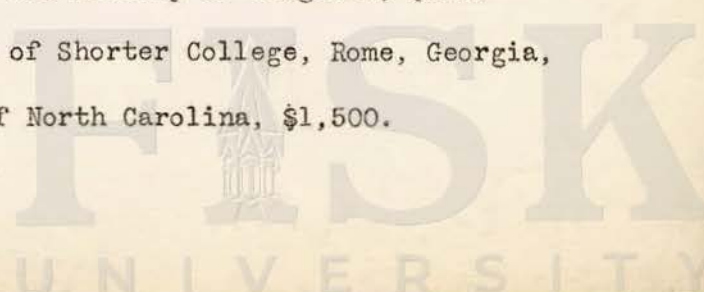 of Shorter College, Rome, Georgia,
f North Carolina, $1,500.
FISK
UNIVERSITY